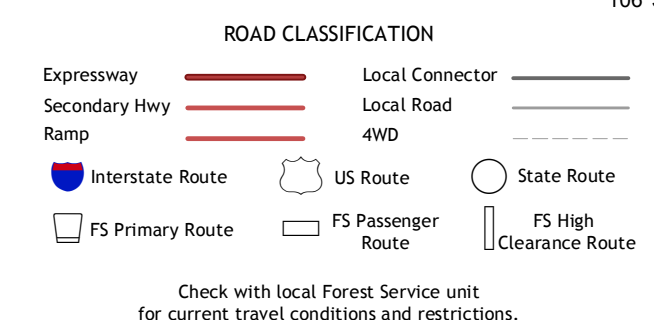 ROAD CLASSIFICATION
Expressway
Local Connector
Secondary Hwy
Local Road
Ramp
4WD
Interstate Route
US Route
State Route
FS Primary Route
FS Passenger
Route
FS High
Clearance Route
Check with local Forest Service unit
for current travel conditions and restrictions.